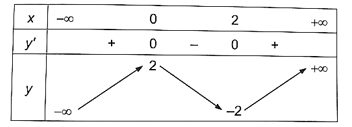 x −∞ 0 2 +∞
y' + 0 − 0 +
2 +∞
y
−∞ −2